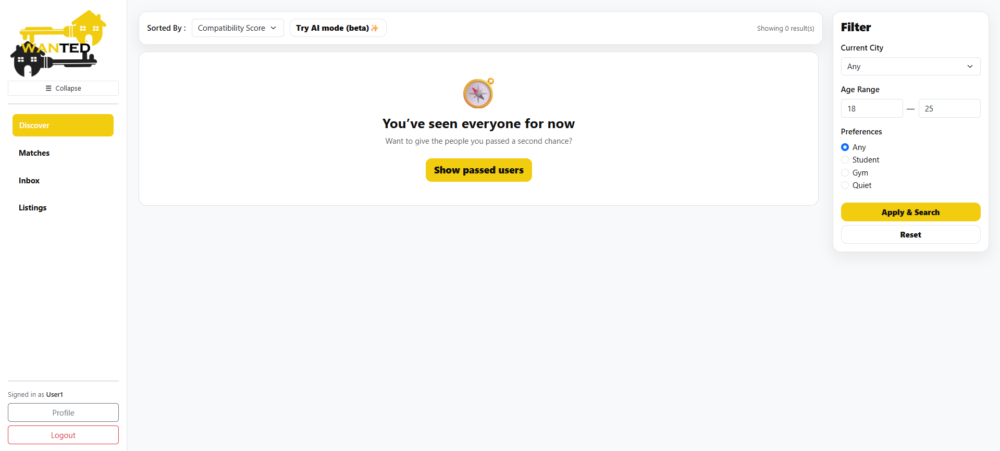 WANTED
☰ Collapse
Discover
Matches
Inbox
Listings
Signed in as User1
Profile
Logout
Sorted By : Compatibility Score Try AI mode (beta)✨ Showing 0 result(s)
You’ve seen everyone for now
Want to give the people you passed a second chance?
Show passed users
Filter
Current City
Any
Age Range
18 — 25
Preferences
Any
Student
Gym
Quiet
Apply & Search
Reset